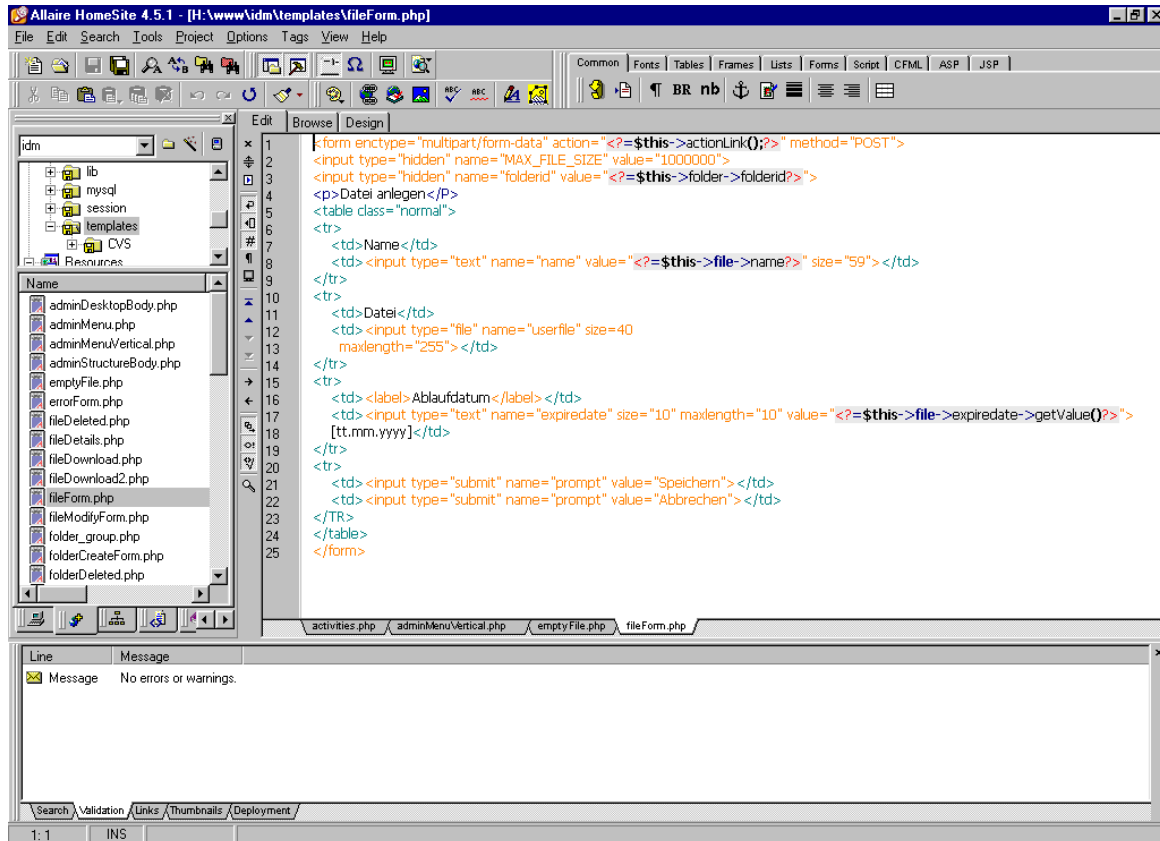 Allaire HomeSite 4.5.1 - [H:\www\idm\templates\fileForm.php]
File Edit Search Tools Project Options Tags View Help
Common Fonts Tables Frames Lists Forms Script CFML ASP JSP
¶ BR nb
Edit Browse Design
idm
lib
mysql
session
templates
CVS
Resources
Name
adminDesktopBody.php
adminMenu.php
adminMenuVertical.php
adminStructureBody.php
emptyFile.php
errorForm.php
fileDeleted.php
fileDetails.php
fileDownload.php
fileDownload2.php
fileForm.php
fileModifyForm.php
folder_group.php
folderCreateForm.php
folderDeleted.php
1 <form enctype="multipart/form-data" action="<?=$this->actionLink();?>" method="POST">
2 <input type="hidden" name="MAX_FILE_SIZE" value="1000000">
3 <input type="hidden" name="folderid" value="<?=$this->folder->folderid?>">
4 <p>Datei anlegen</P>
5 <table class="normal">
6 <tr>
7 <td>Name</td>
8 <td><input type="text" name="name" value="<?=$this->file->name?>" size="59"></td>
9 </tr>
10 <tr>
11 <td>Datei</td>
12 <td><input type="file" name="userfile" size=40
13 maxlength="255"></td>
14 </tr>
15 <tr>
16 <td><label>Ablaufdatum</label></td>
17 <td><input type="text" name="expiredate" size="10" maxlength="10" value="<?=$this->file->expiredate->getValue()?>">
18 [tt.mm.yyyy]</td>
19 </tr>
20 <tr>
21 <td><input type="submit" name="prompt" value="Speichern"></td>
22 <td><input type="submit" name="prompt" value="Abbrechen"></td>
23 </TR>
24 </table>
25 </form>
activities.php adminMenuVertical.php emptyFile.php fileForm.php
Line Message
Message No errors or warnings.
Search Validation Links Thumbnails Deployment
1: 1 INS